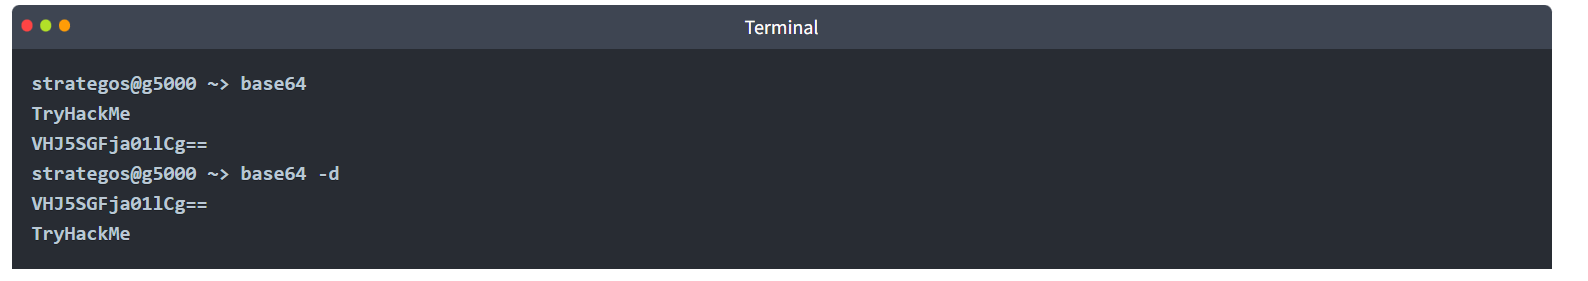 Terminal
strategos@g5000 ~> base64
TryHackMe
VHJ5SGFja01lCg==
strategos@g5000 ~> base64 -d
VHJ5SGFja01lCg==
TryHackMe